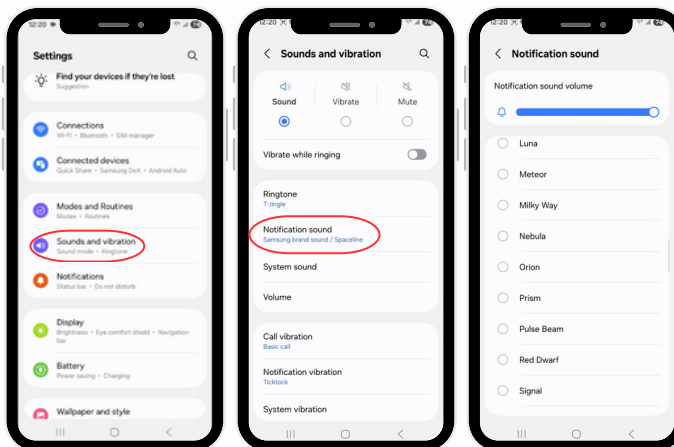 12:20
Settings
Find your devices if they're lost
Suggestion
Connections
Wi-Fi • Bluetooth • SIM manager
Connected devices
Quick Share • Samsung DeX • Android Auto
Modes and Routines
Modes • Routines
Sounds and vibration
Sound mode • Ringtone
Notifications
Status bar • Do not disturb
Display
Brightness • Eye comfort shield • Navigation
bar
Battery
Power saving • Charging
Wallpaper and style
12:20
Sounds and vibration
Sound
Vibrate
Mute
Vibrate while ringing
Ringtone
T-Jingle
Notification sound
Samsung brand sound / Spaceline
System sound
Volume
Call vibration
Basic call
Notification vibration
Ticktock
System vibration
12:20
Notification sound
Notification sound volume
Luna
Meteor
Milky Way
Nebula
Orion
Prism
Pulse Beam
Red Dwarf
Signal